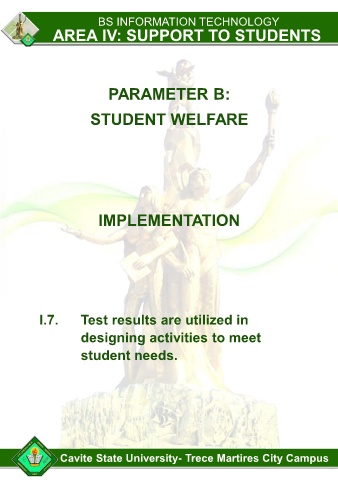 BS INFORMATION TECHNOLOGY
AREA IV: SUPPORT TO STUDENTS
PARAMETER B:
STUDENT WELFARE
IMPLEMENTATION
I.7. Test results are utilized in
designing activities to meet
student needs.
Cavite State University- Trece Martires City Campus